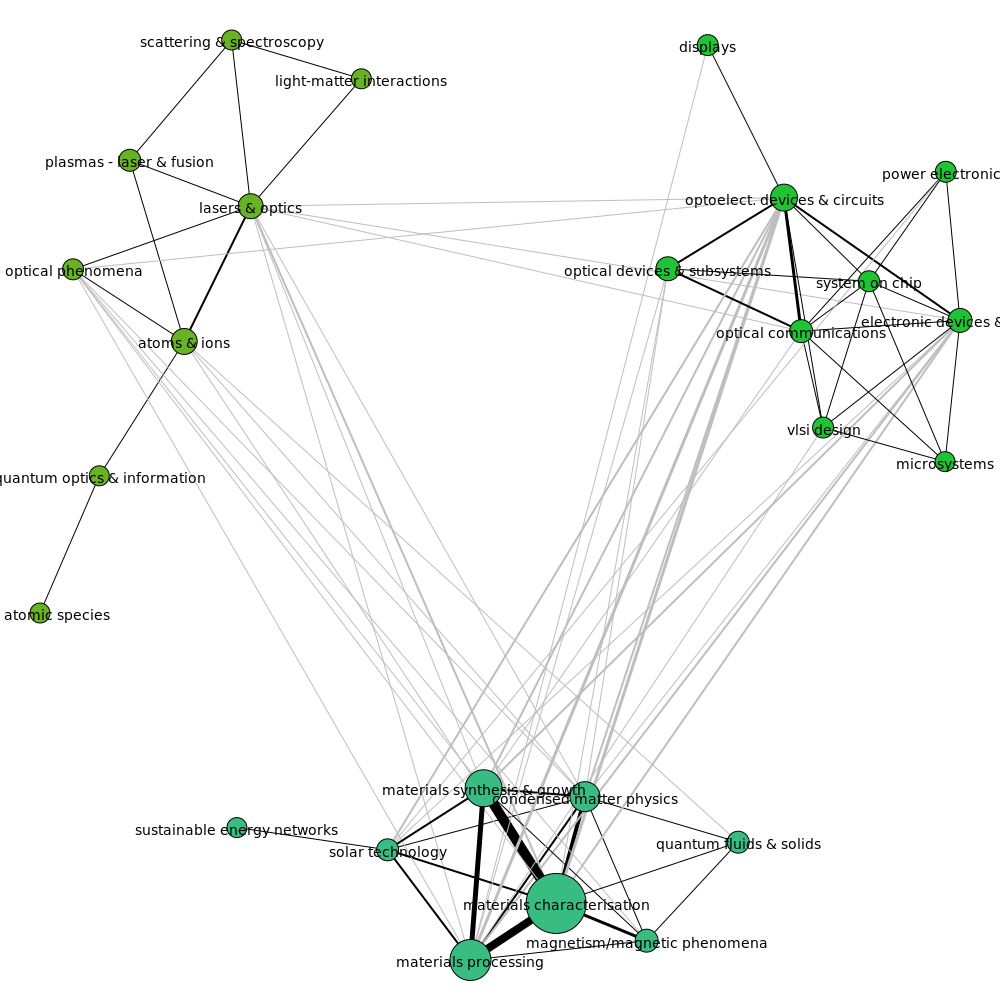 scattering & spectroscopy
displays
light-matter interactions
plasmas - laser & fusion
power electronic
optoelect. devices & circuits
lasers & optics
optical phenomena
optical devices & subsystems
system on chip
electronic devices &
optical communications
atoms & ions
vlsi design
microsystems
quantum optics & information
atomic species
materials synthesis & growth
condensed matter physics
sustainable energy networks
quantum fluids & solids
solar technology
materials characterisation
magnetism/magnetic phenomena
materials processing